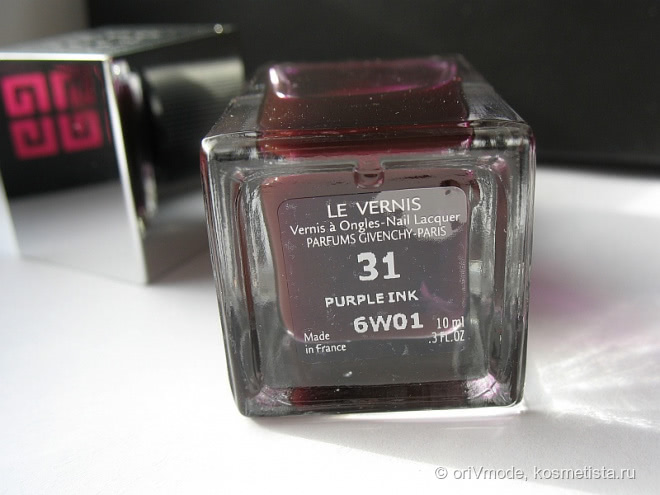 LE VERNIS
Vernis à Ongles-Nail Lacquer
PARFUMS GIVENCHY-PARIS
31
PURPLE INK
6W01
10 ml
.3 FL.OZ
Made
in France
© oriVmode, kosmetista.ru